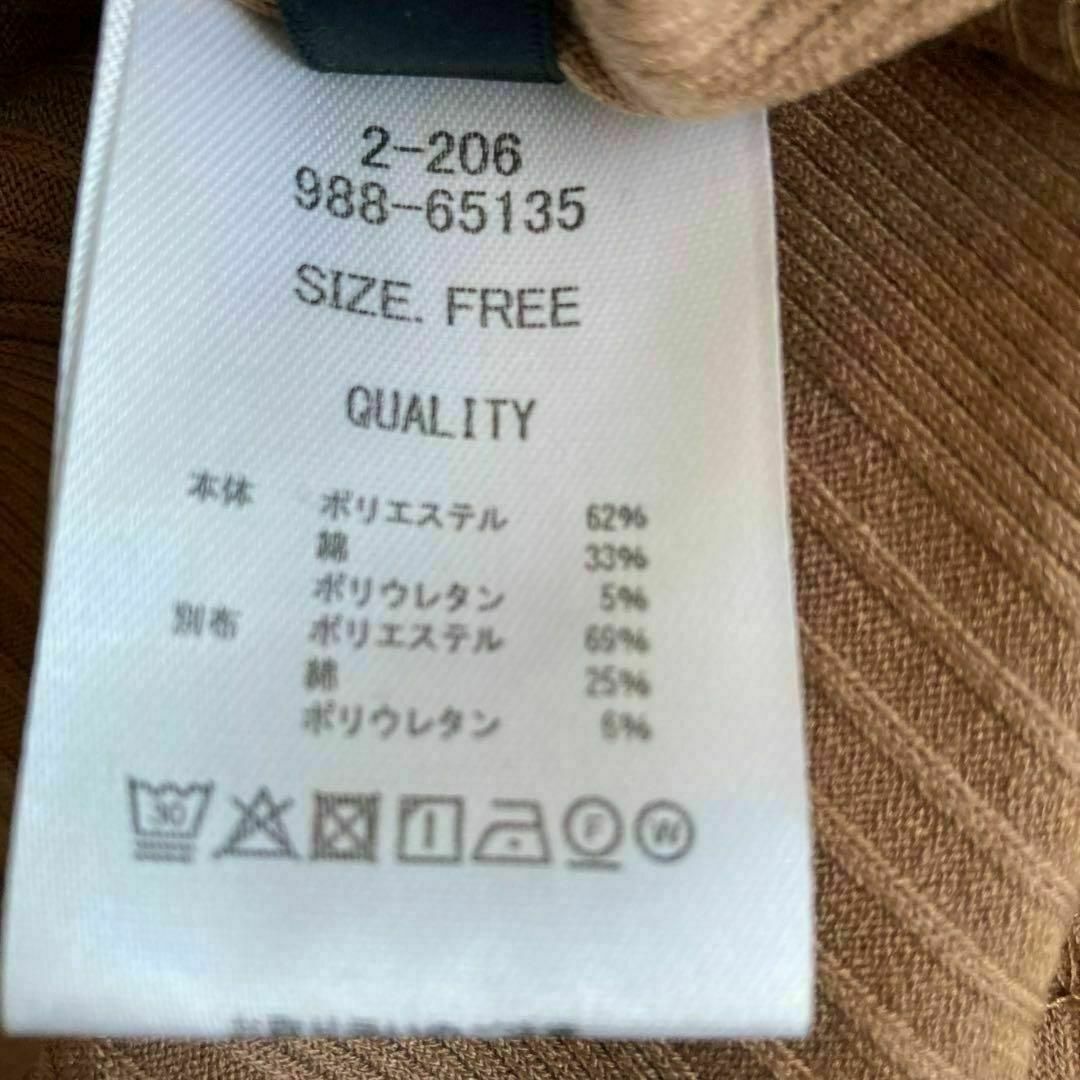 2-206
988-65135
SIZE. FREE
QUALITY
本体 ポリエステル 62%
綿 33%
ポリウレタン 5%
別布 ポリエステル 69%
綿 25%
ポリウレタン 6%
30
F
W